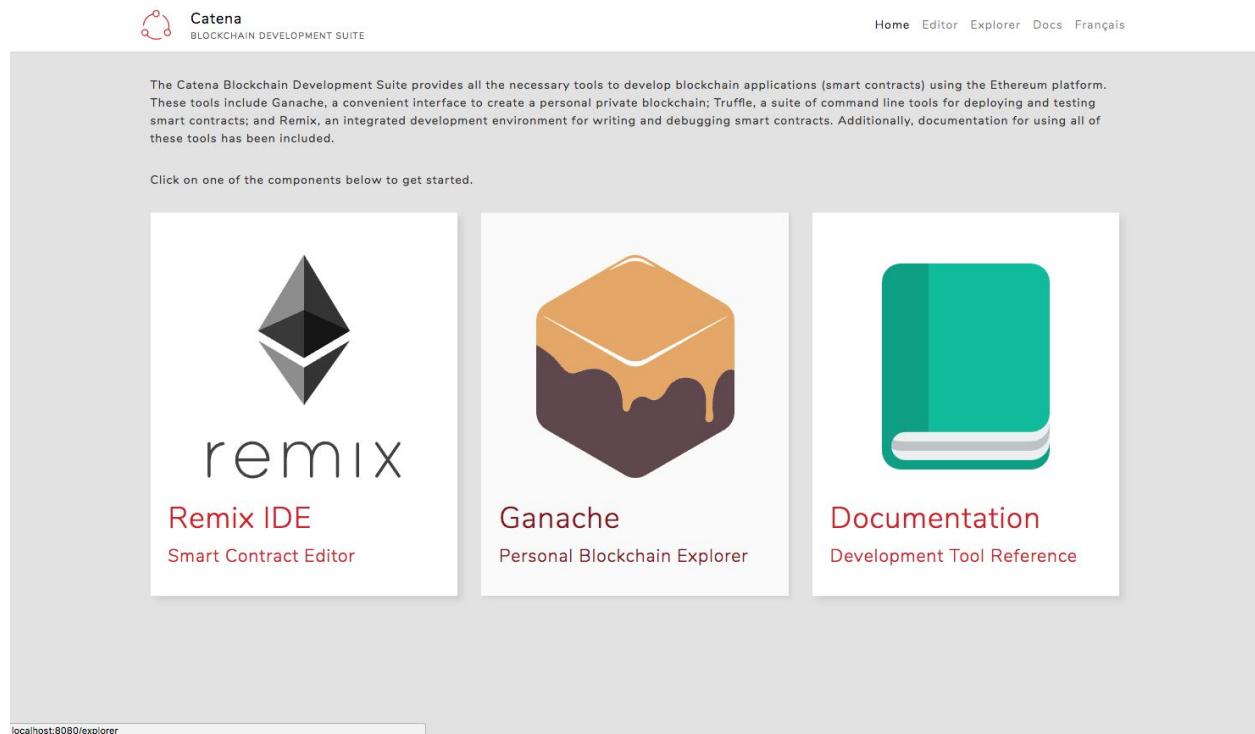 Catena
BLOCKCHAIN DEVELOPMENT SUITE
Home Editor Explorer Docs Français
The Catena Blockchain Development Suite provides all the necessary tools to develop blockchain applications (smart contracts) using the Ethereum platform.
These tools include Ganache, a convenient interface to create a personal private blockchain; Truffle, a suite of command line tools for deploying and testing
smart contracts; and Remix, an integrated development environment for writing and debugging smart contracts. Additionally, documentation for using all of
these tools has been included.
Click on one of the components below to get started.
remix
Remix IDE
Smart Contract Editor
Ganache
Personal Blockchain Explorer
Documentation
Development Tool Reference
localhost:8080/explorer